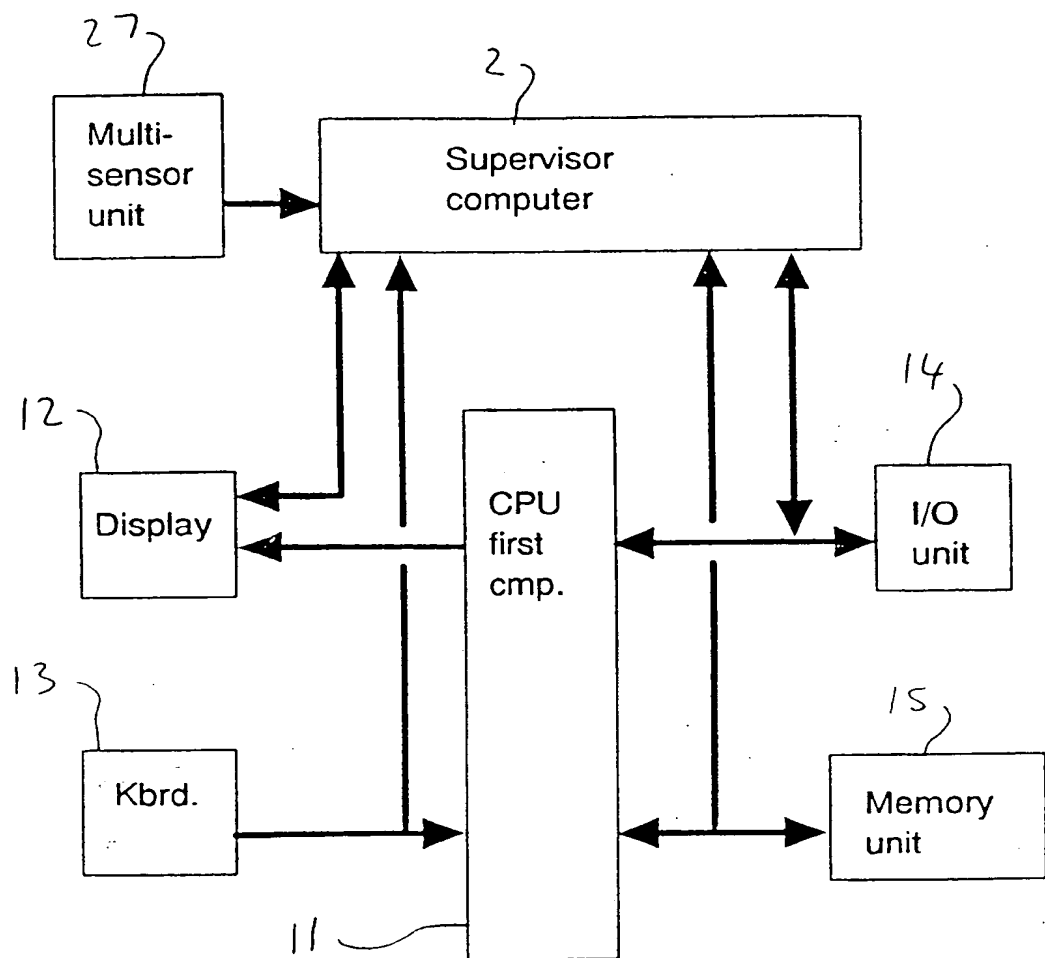 27
2
Multi-
sensor
unit
Supervisor
computer
12
14
Display
CPU
first
cmp.
I/O
unit
13
15
Kbrd.
Memory
unit
11